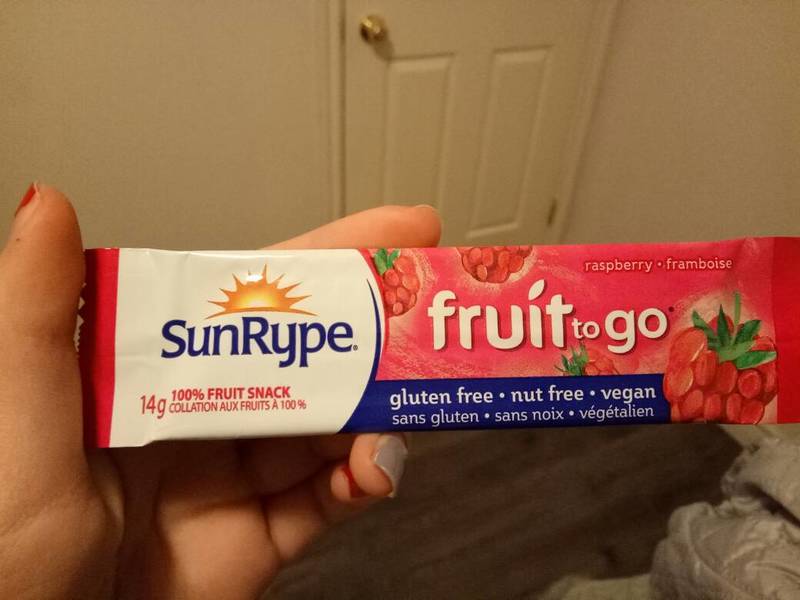 SunRype®
14g 100% FRUIT SNACK
COLLATION AUX FRUITS À 100 %
raspberry • framboise
fruit to go
gluten free • nut free • vegan
sans gluten • sans noix • végétalien